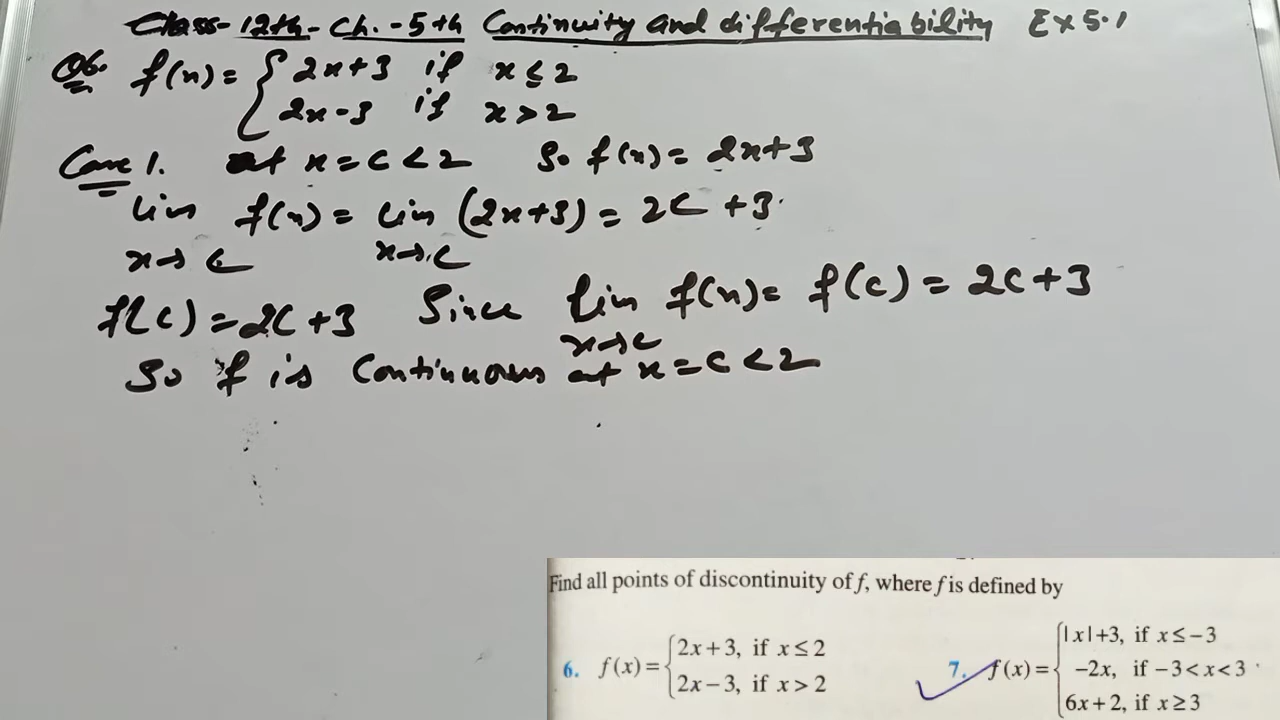 Class-12th-Ch.-5th Continuity and differentiability Ex 5.1
Q6. f(x) = { 2x+3 if x ≤ 2
2x-3 if x > 2
Case 1. at x = c < 2 So f(x) = 2x+3
lim f(x) = lim (2x+3) = 2c + 3
x→c x→c
f(c) = 2c+3 Since lim f(x) = f(c) = 2c+3
x→c
So f is continuous at x = c < 2
Find all points of discontinuity of f, where f is defined by
6. f(x) = { 2x+3, if x ≤ 2
2x-3, if x > 2
7. f(x) = { |x|+3, if x ≤ -3
-2x, if -3 < x < 3
6x+2, if x ≥ 3